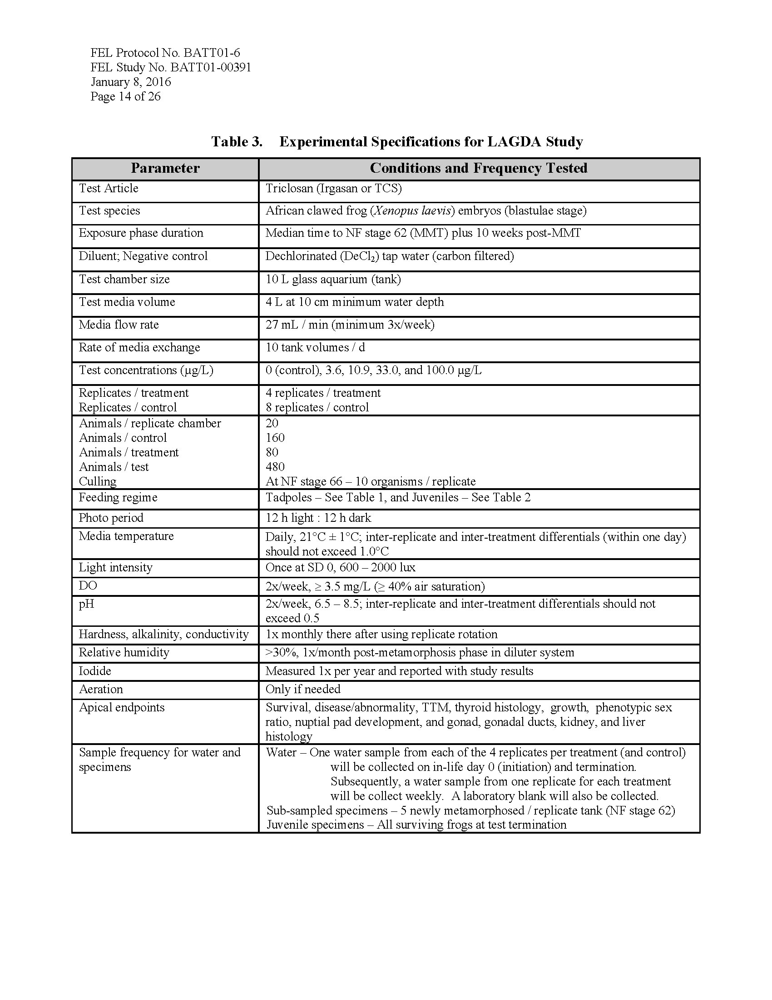 FEL Protocol No. BATT01-6
FEL Study No. BATT01-00391
January 8, 2016
Page 14 of 26
Table 3. Experimental Specifications for LAGDA Study
Parameter Conditions and Frequency Tested
Test Article Triclosan (Irgasan or TCS)
Test species African clawed frog (Xenopus laevis) embryos (blastulae stage)
Exposure phase duration Median time to NF stage 62 (MMT) plus 10 weeks post-MMT
Diluent; Negative control Dechlorinated (DeCl₂) tap water (carbon filtered)
Test chamber size 10 L glass aquarium (tank)
Test media volume 4 L at 10 cm minimum water depth
Media flow rate 27 mL / min (minimum 3x/week)
Rate of media exchange 10 tank volumes / d
Test concentrations (µg/L) 0 (control), 3.6, 10.9, 33.0, and 100.0 µg/L
Replicates / treatment 4 replicates / treatment
Replicates / control 8 replicates / control
Animals / replicate chamber 20
Animals / control 160
Animals / treatment 80
Animals / test 480
Culling At NF stage 66 – 10 organisms / replicate
Feeding regime Tadpoles – See Table 1, and Juveniles – See Table 2
Photo period 12 h light : 12 h dark
Media temperature Daily, 21°C ± 1°C; inter-replicate and inter-treatment differentials (within one day)
should not exceed 1.0°C
Light intensity Once at SD 0, 600 – 2000 lux
DO 2x/week, ≥ 3.5 mg/L (≥ 40% air saturation)
pH 2x/week, 6.5 – 8.5; inter-replicate and inter-treatment differentials should not
exceed 0.5
Hardness, alkalinity, conductivity 1x monthly there after using replicate rotation
Relative humidity >30%, 1x/month post-metamorphosis phase in diluter system
Iodide Measured 1x per year and reported with study results
Aeration Only if needed
Apical endpoints Survival, disease/abnormality, TTM, thyroid histology, growth, phenotypic sex
ratio, nuptial pad development, and gonad, gonadal ducts, kidney, and liver
histology
Sample frequency for water and Water – One water sample from each of the 4 replicates per treatment (and control)
specimens will be collected on in-life day 0 (initiation) and termination.
Subsequently, a water sample from one replicate for each treatment
will be collect weekly. A laboratory blank will also be collected.
Sub-sampled specimens – 5 newly metamorphosed / replicate tank (NF stage 62)
Juvenile specimens – All surviving frogs at test termination